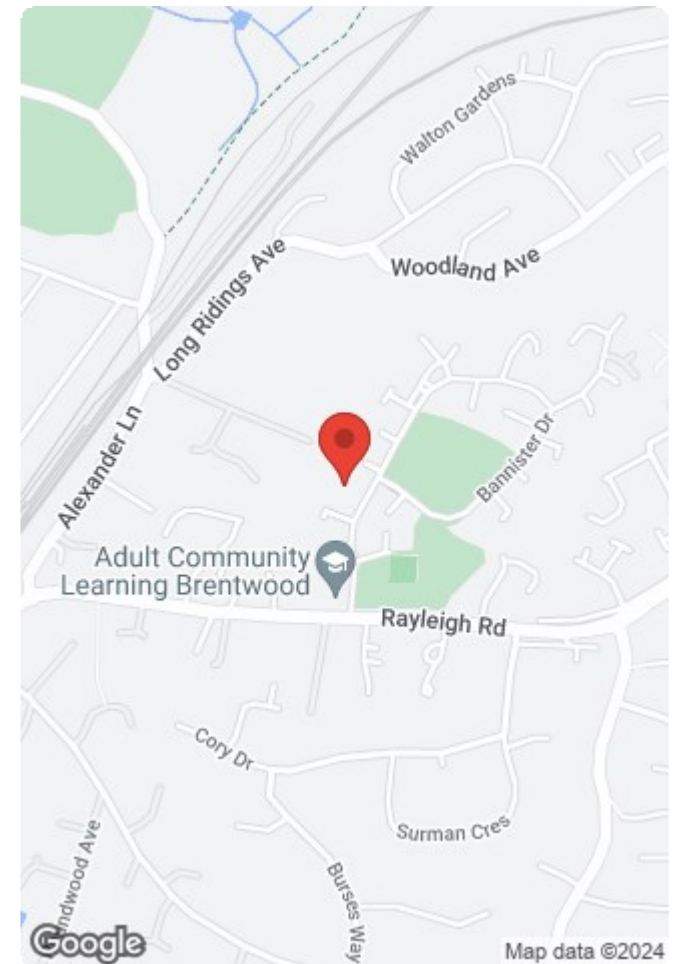 Walton Gardens
Woodland Ave
Long Ridings Ave
Alexander Ln
Bannister Dr
Adult Community
Learning Brentwood
Rayleigh Rd
Cory Dr
Surman Cres
Burses Way
Ave
Google
Map data ©2024